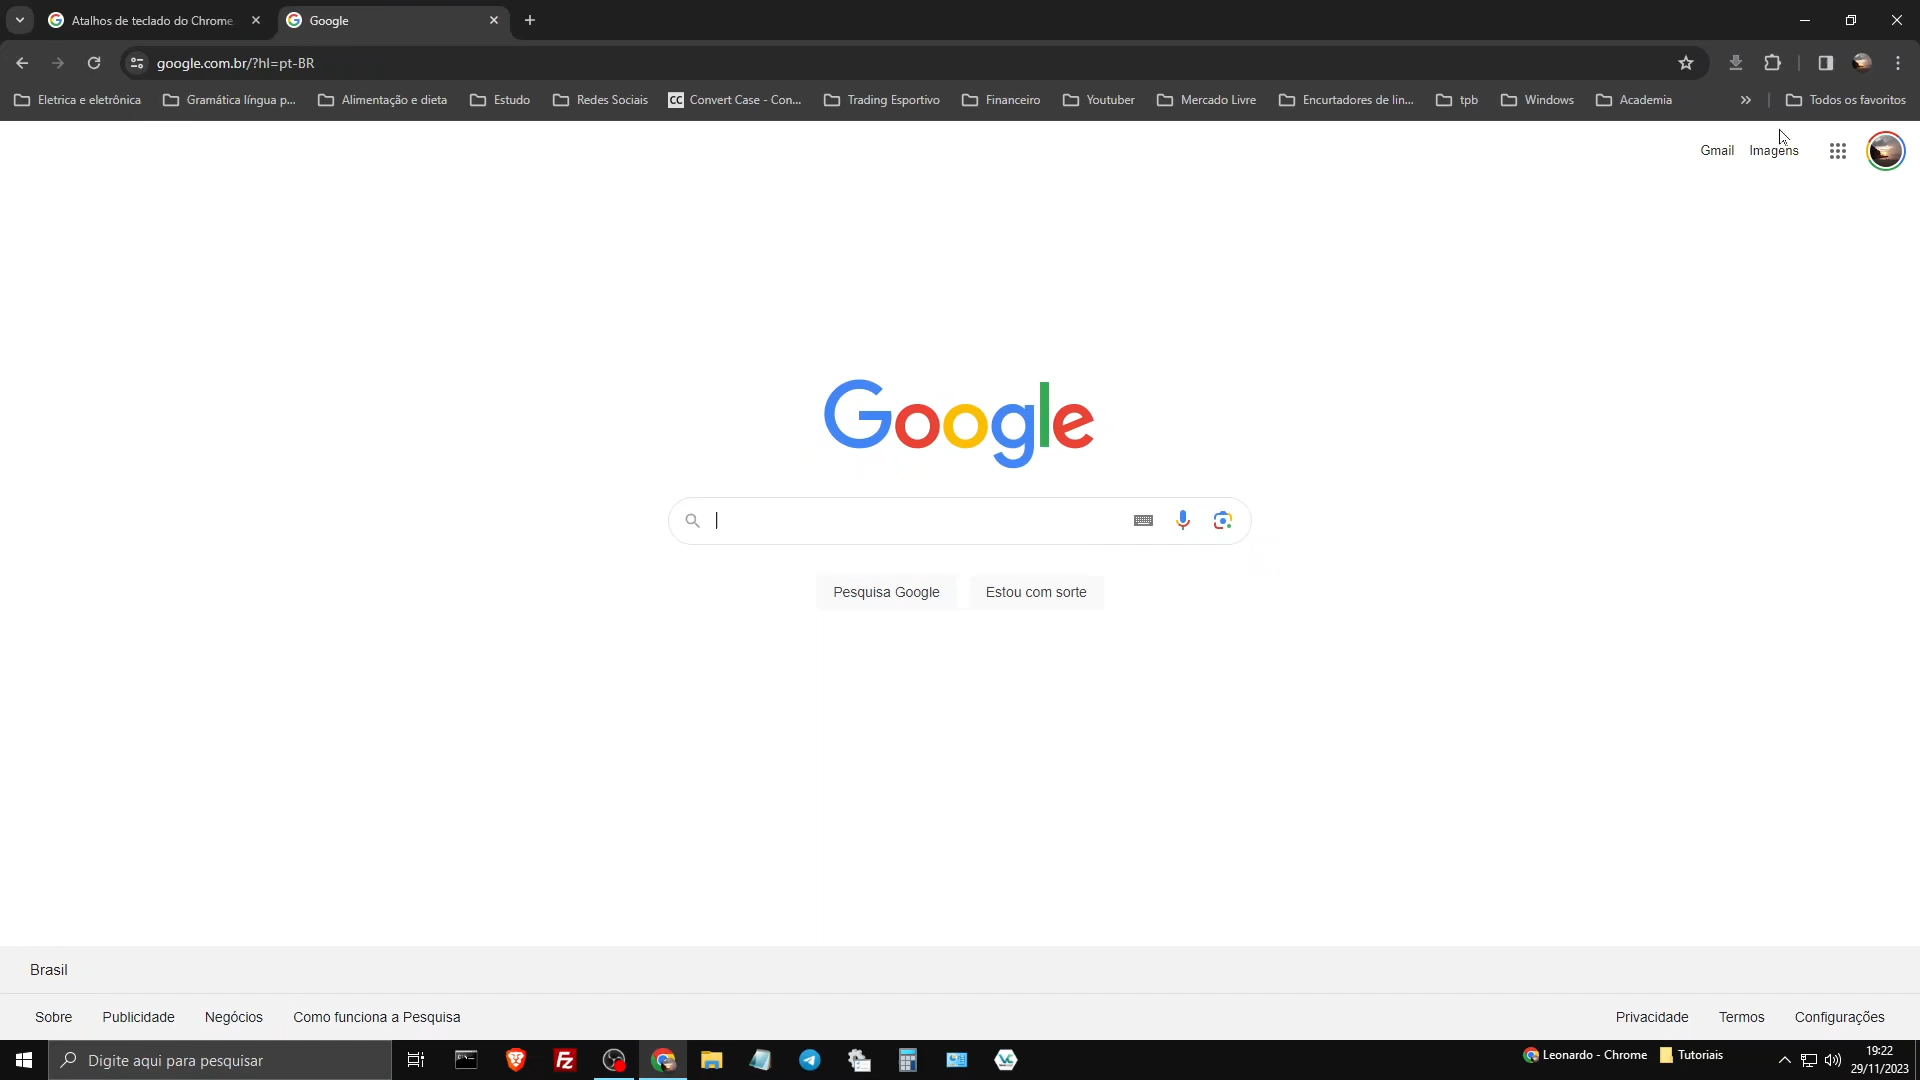 Atalhos de teclado do Chrome
Google
google.com.br/?hl=pt-BR
Eletrica e eletrônica
Gramática língua p...
Alimentação e dieta
Estudo
Redes Sociais
CC
Convert Case - Con...
Trading Esportivo
Financeiro
Youtuber
Mercado Livre
Encurtadores de lin...
tpb
Windows
Academia
Todos os favoritos
Gmail
Imagens
Google
Pesquisa Google
Estou com sorte
Brasil
Sobre
Publicidade
Negócios
Como funciona a Pesquisa
Privacidade
Termos
Configurações
Digite aqui para pesquisar
Fz
VC
Leonardo - Chrome
Tutoriais
19:22
29/11/2023